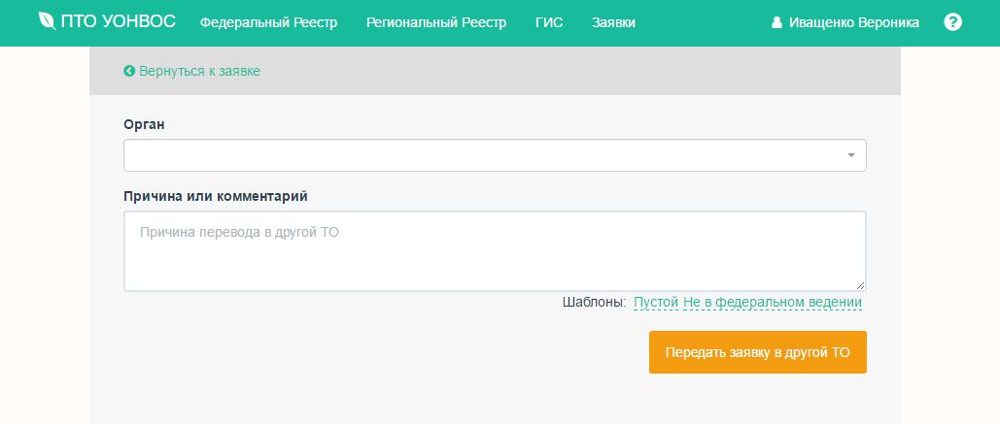 ПТО УОНВОС Федеральный Реестр Региональный Реестр ГИС Заявки Иващенко Вероника ?
Вернуться к заявке
Орган
Причина или комментарий
Причина перевода в другой ТО
Шаблоны: Пустой Не в федеральном ведении
Передать заявку в другой ТО